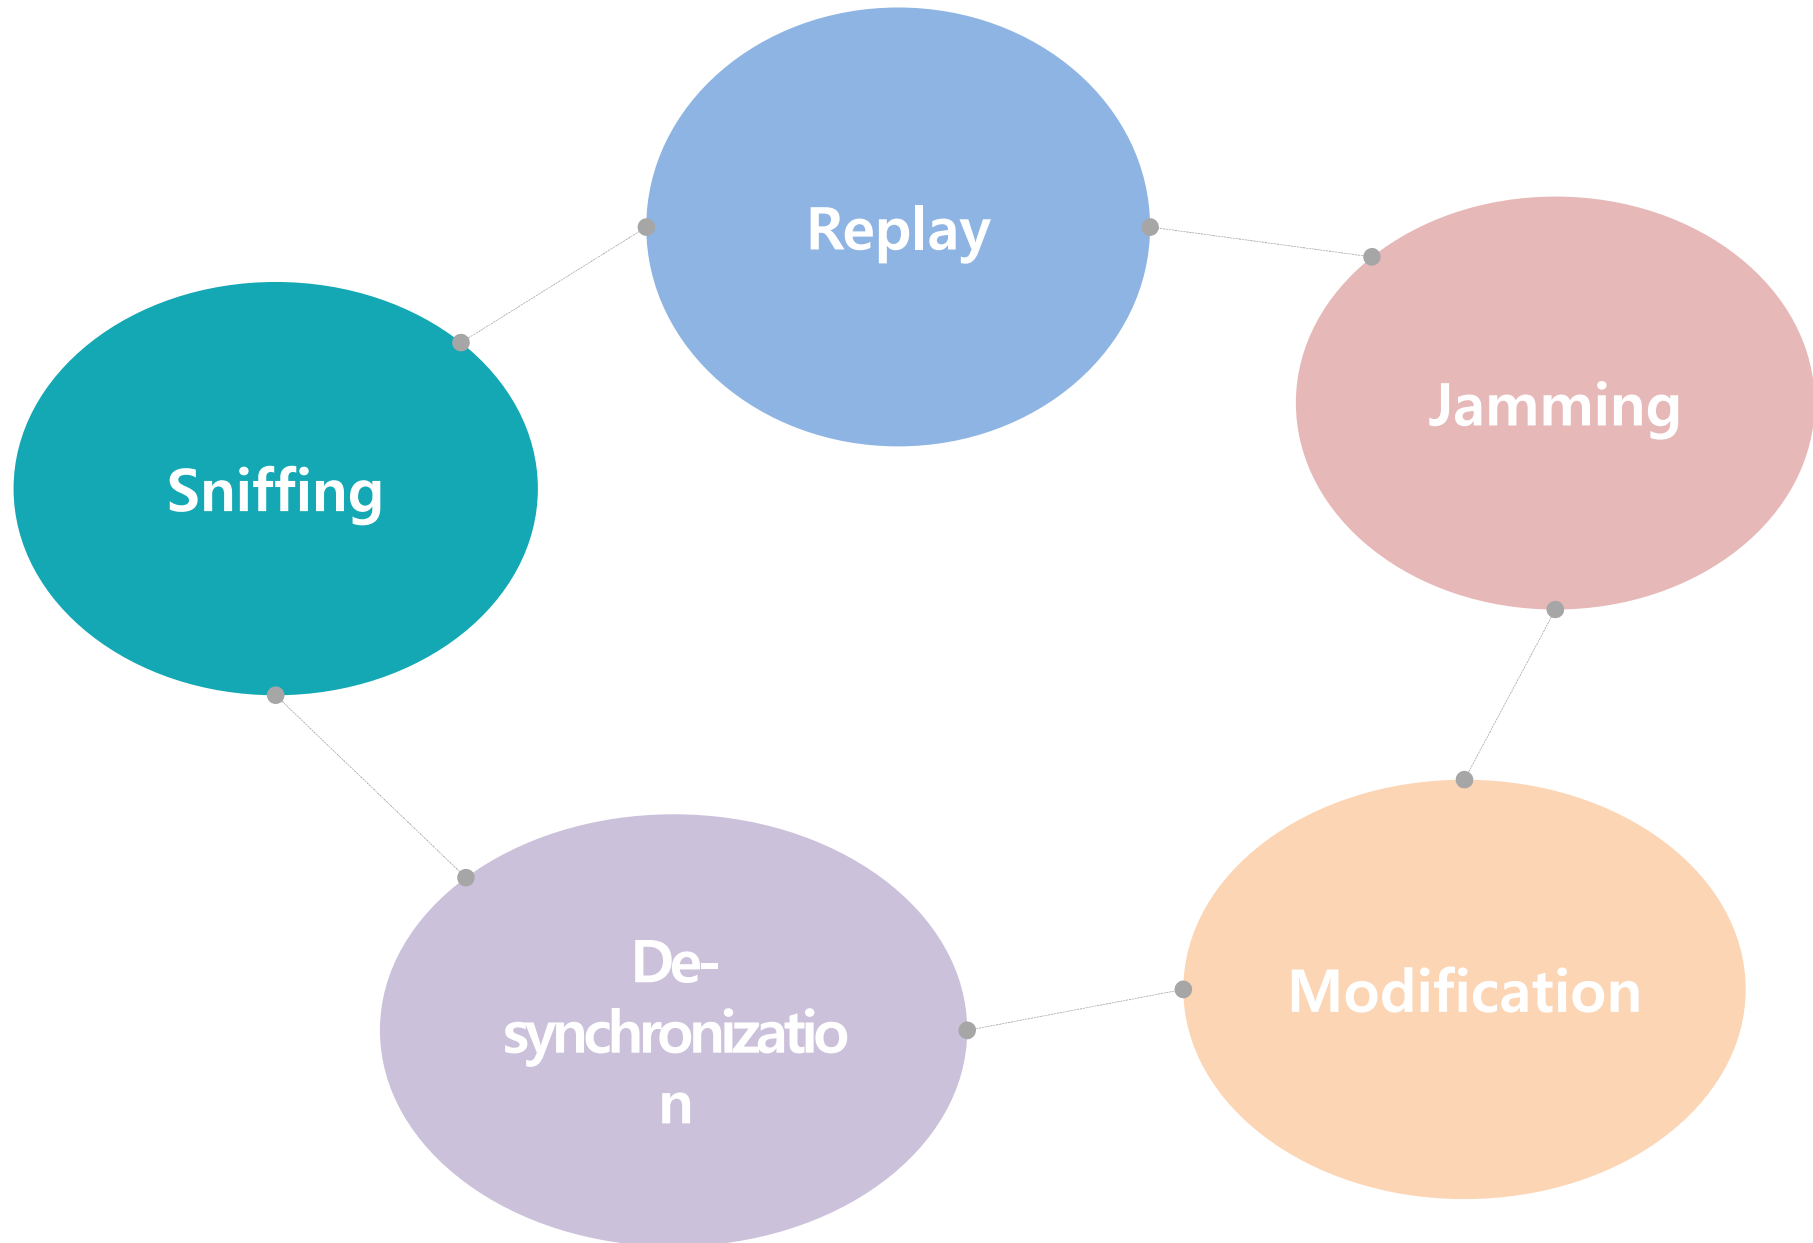 Replay
Jamming
Sniffing
De-
synchronizatio
n
Modification